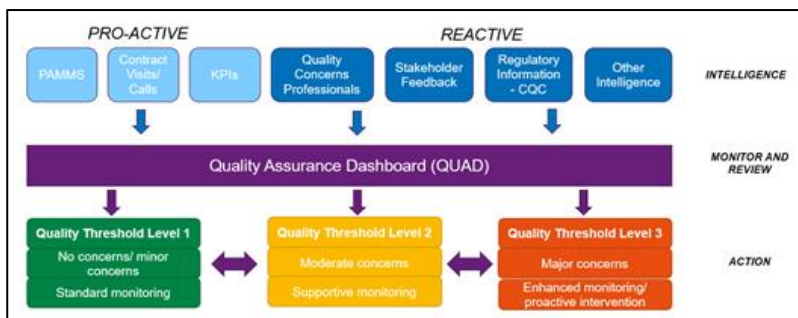 PRO-ACTIVE
REACTIVE
PAMMS
Contract
Visits/
Calls
KPIs
Quality
Concerns
Professionals
Stakeholder
Feedback
Regulatory
Information
- CQC
Other
Intelligence
INTELLIGENCE
Quality Assurance Dashboard (QUAD)
MONITOR AND
REVIEW
Quality Threshold Level 1
No concerns/ minor
concerns
Standard monitoring
Quality Threshold Level 2
Moderate concerns
Supportive monitoring
Quality Threshold Level 3
Major concerns
Enhanced monitoring/
proactive intervention
ACTION